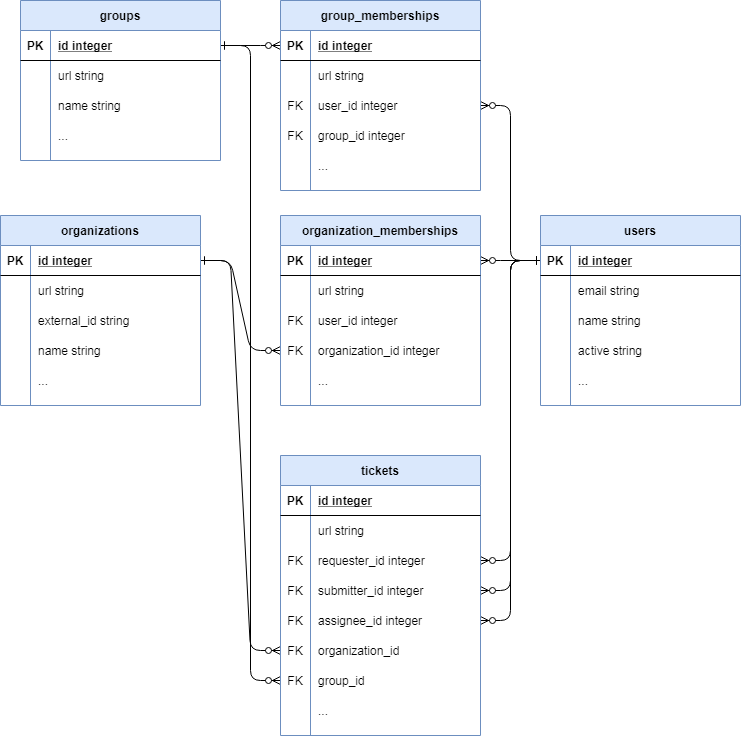 groups
PK id integer
url string
name string
...
group_memberships
PK id integer
url string
FK user_id integer
FK group_id integer
...
organizations
PK id integer
url string
external_id string
name string
...
organization_memberships
PK id integer
url string
FK user_id integer
FK organization_id integer
...
users
PK id integer
email string
name string
active string
...
tickets
PK id integer
url string
FK requester_id integer
FK submitter_id integer
FK assignee_id integer
FK organization_id
FK group_id
...